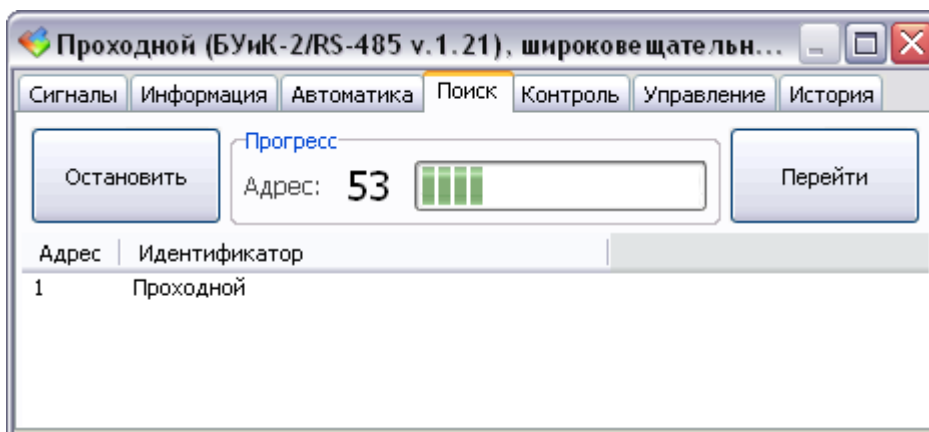 Проходной (БУиК-2/RS-485 v.1.21), широковещательн...
Сигналы Информация Автоматика Поиск Контроль Управление История
Прогресс
Остановить Адрес: 53 Перейти
Адрес Идентификатор
1 Проходной